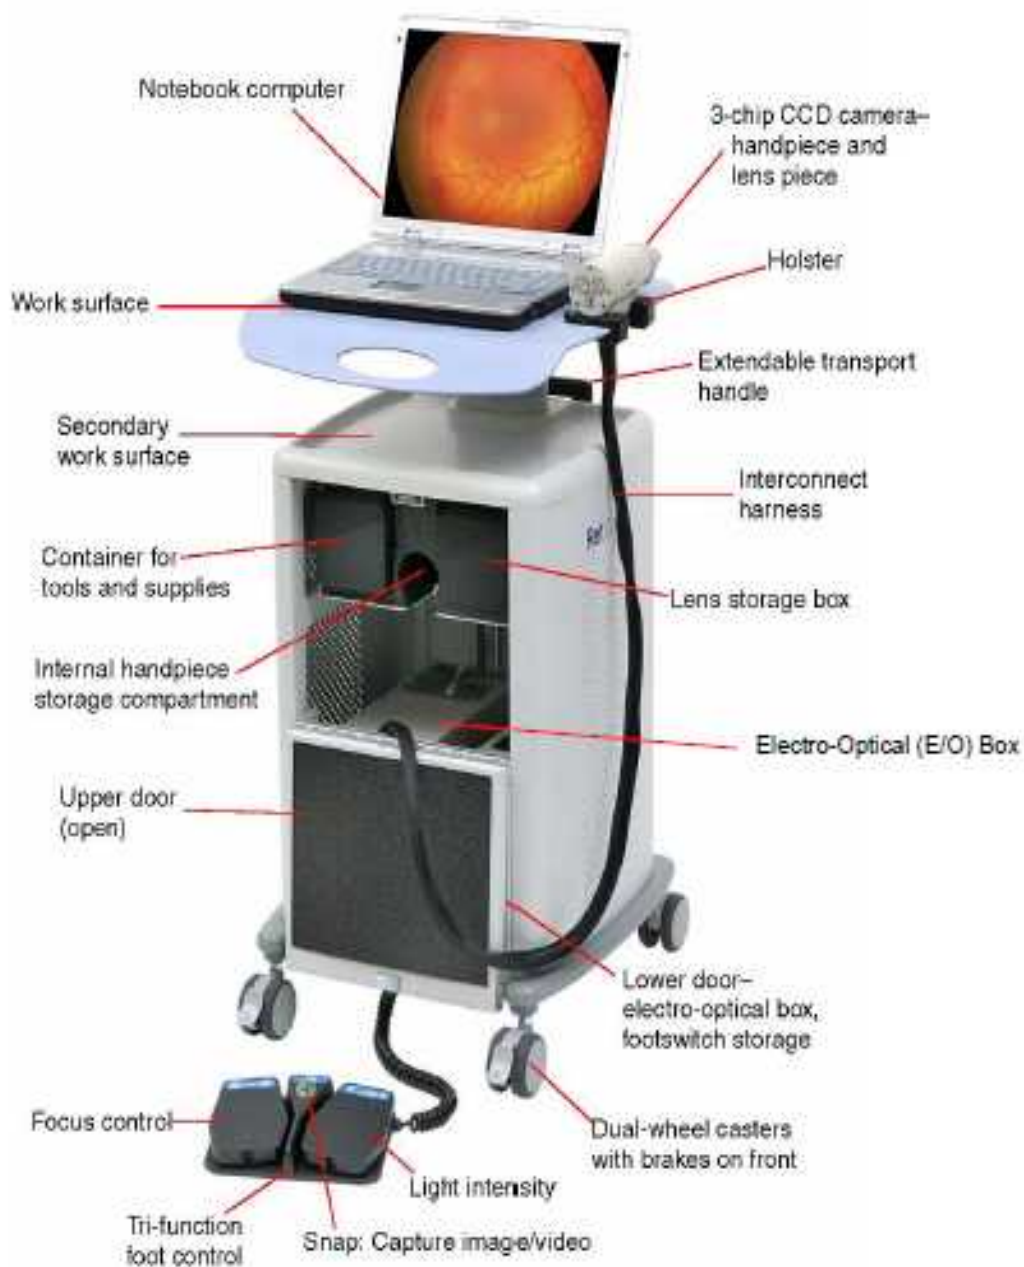 Notebook computer
3-chip CCD camera–
handpiece and
lens piece
Holster
Work surface
Extendable transport
handle
Secondary
work surface
Interconnect
harness
Container for
tools and supplies
Lens storage box
Internal handpiece
storage compartment
Electro-Optical (E/O) Box
Upper door
(open)
Lower door–
electro-optical box,
footswitch storage
Focus control
Dual-wheel casters
with brakes on front
Light intensity
Tri-function
foot control
Snap: Capture image/video